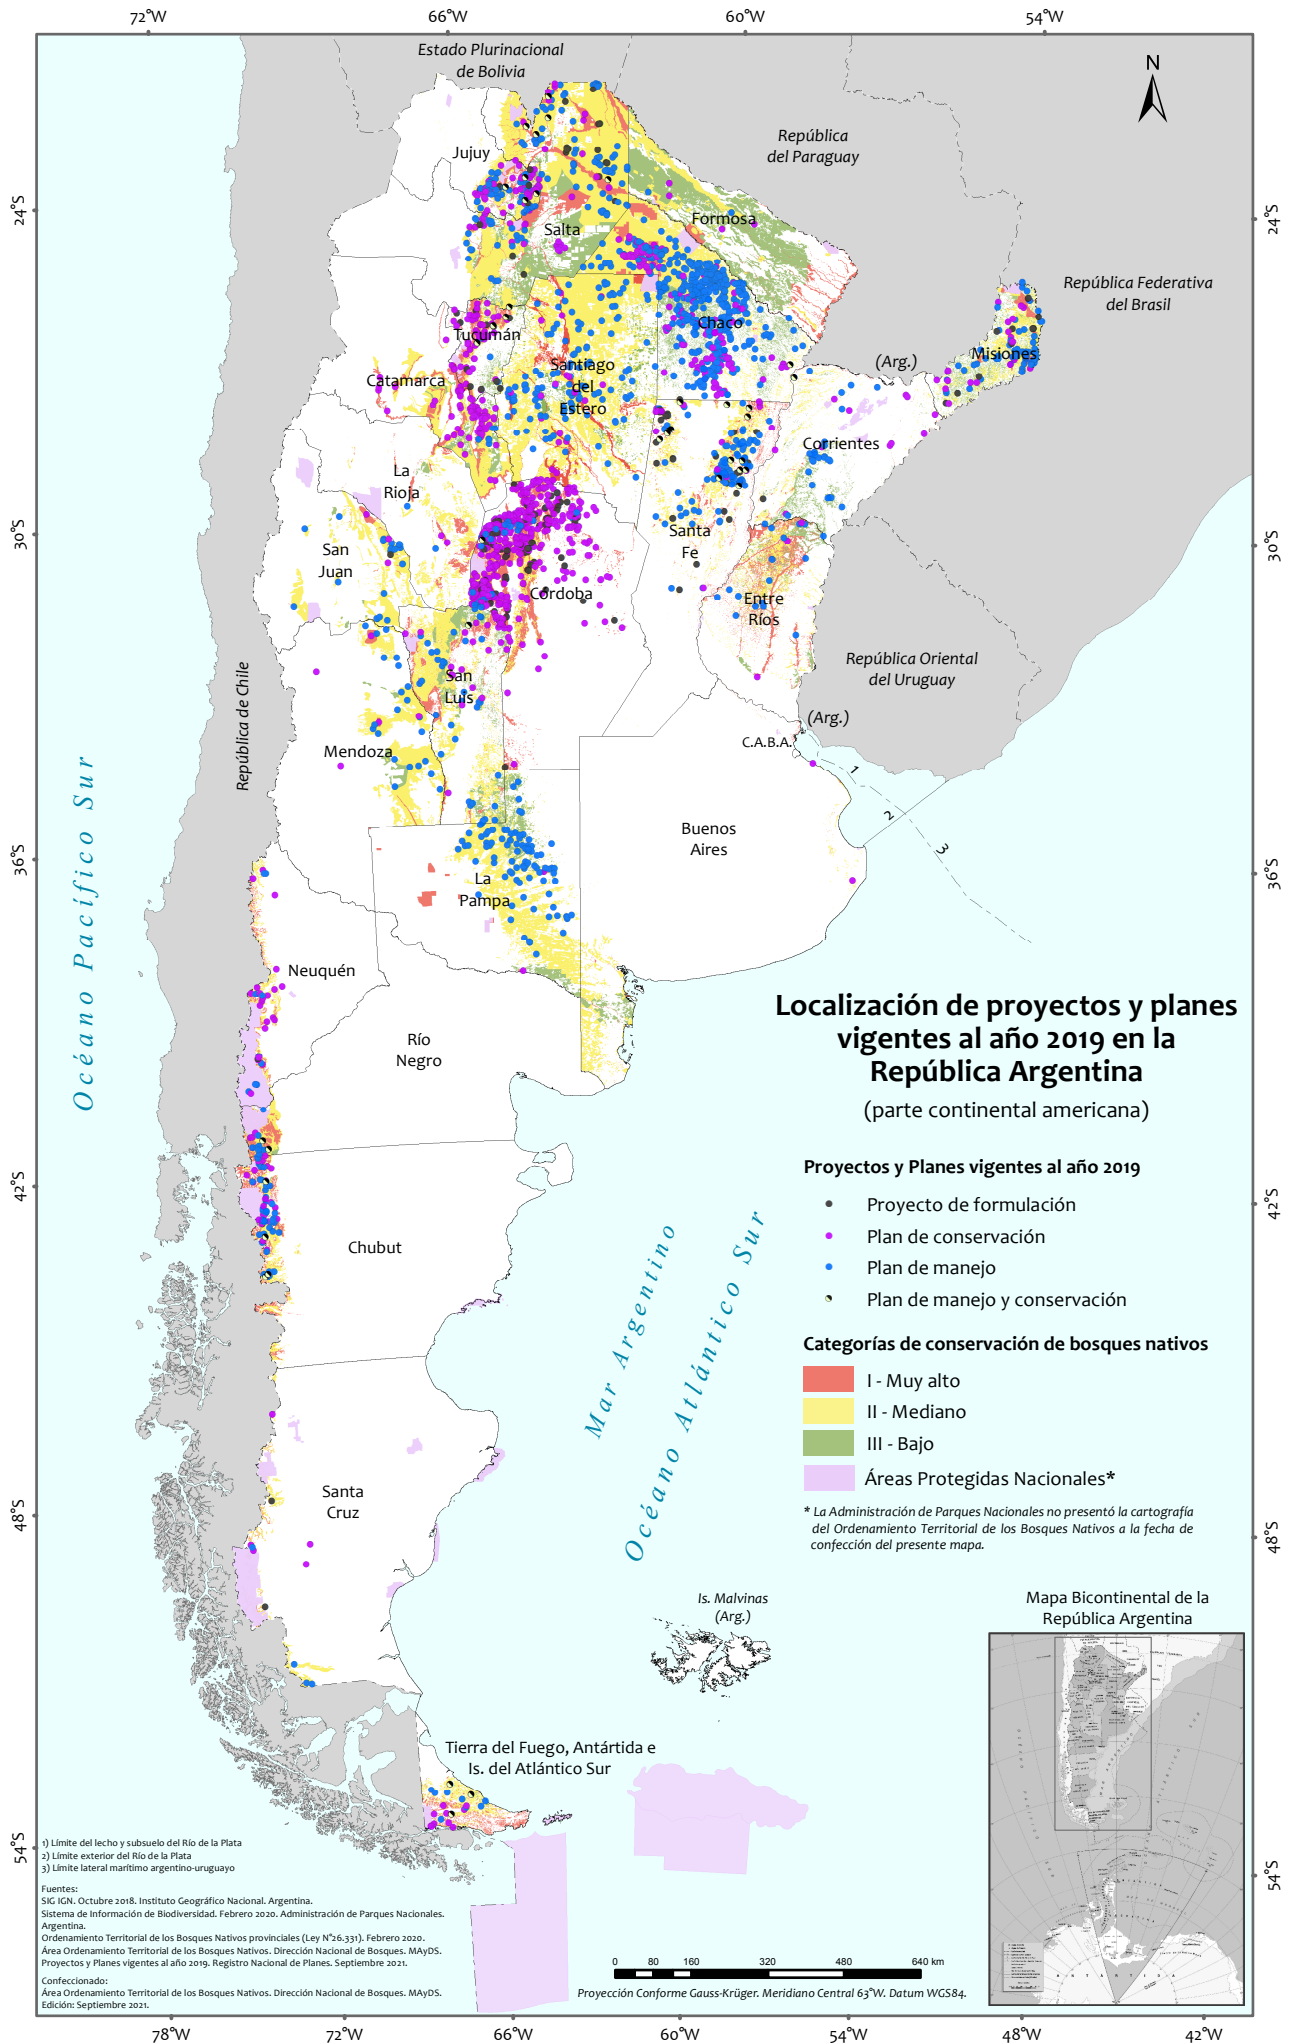 72°W
66°W
60°W
54°W
Estado Plurinacional
de Bolivia
N
República
del Paraguay
Jujuy
24°S
24°S
Formosa
Salta
República Federativa
del Brasil
Chaco
Tucumán
(Arg.)
Misiones
Santiago
del
Estero
Catamarca
Corrientes
La
Rioja
30°S
30°S
Santa
Fe
San
Juan
Córdoba
Entre
Ríos
República Oriental
del Uruguay
San
Luis
República de Chile
(Arg.)
C.A.B.A.
Mendoza
1
2
3
Océano Pacífico Sur
Buenos
Aires
36°S
36°S
La
Pampa
Neuquén
Localización de proyectos y planes
vigentes al año 2019 en la
República Argentina
(parte continental americana)
Río
Negro
Proyectos y Planes vigentes al año 2019
42°S
42°S
Proyecto de formulación
Plan de conservación
Plan de manejo
Plan de manejo y conservación
Chubut
Mar Argentino
Océano Atlántico Sur
Categorías de conservación de bosques nativos
I - Muy alto
II - Mediano
III - Bajo
Áreas Protegidas Nacionales*
* La Administración de Parques Nacionales no presentó la cartografía
del Ordenamiento Territorial de los Bosques Nativos a la fecha de
confección del presente mapa.
Santa
Cruz
48°S
48°S
Is. Malvinas
(Arg.)
Mapa Bicontinental de la
República Argentina
Tierra del Fuego, Antártida e
Is. del Atlántico Sur
54°S
54°S
1) Límite del lecho y subsuelo del Río de la Plata
2) Límite exterior del Río de la Plata
3) Límite lateral marítimo argentino-uruguayo
Fuentes:
SIG IGN. Octubre 2018. Instituto Geográfico Nacional. Argentina.
Sistema de Información de Biodiversidad. Febrero 2020. Administración de Parques Nacionales.
Argentina.
Ordenamiento Territorial de los Bosques Nativos provinciales (Ley N°26.331). Febrero 2020.
Área Ordenamiento Territorial de los Bosques Nativos. Dirección Nacional de Bosques. MAyDS.
Proyectos y Planes vigentes al año 2019. Registro Nacional de Planes. Septiembre 2021.
Confeccionado:
Área Ordenamiento Territorial de los Bosques Nativos. Dirección Nacional de Bosques. MAyDS.
Edición: Septiembre 2021.
0 80 160 320 480 640 km
Proyección Conforme Gauss-Krüger. Meridiano Central 63°W. Datum WGS84.
ANTÁRTIDA
78°W
72°W
66°W
60°W
54°W
48°W
42°W